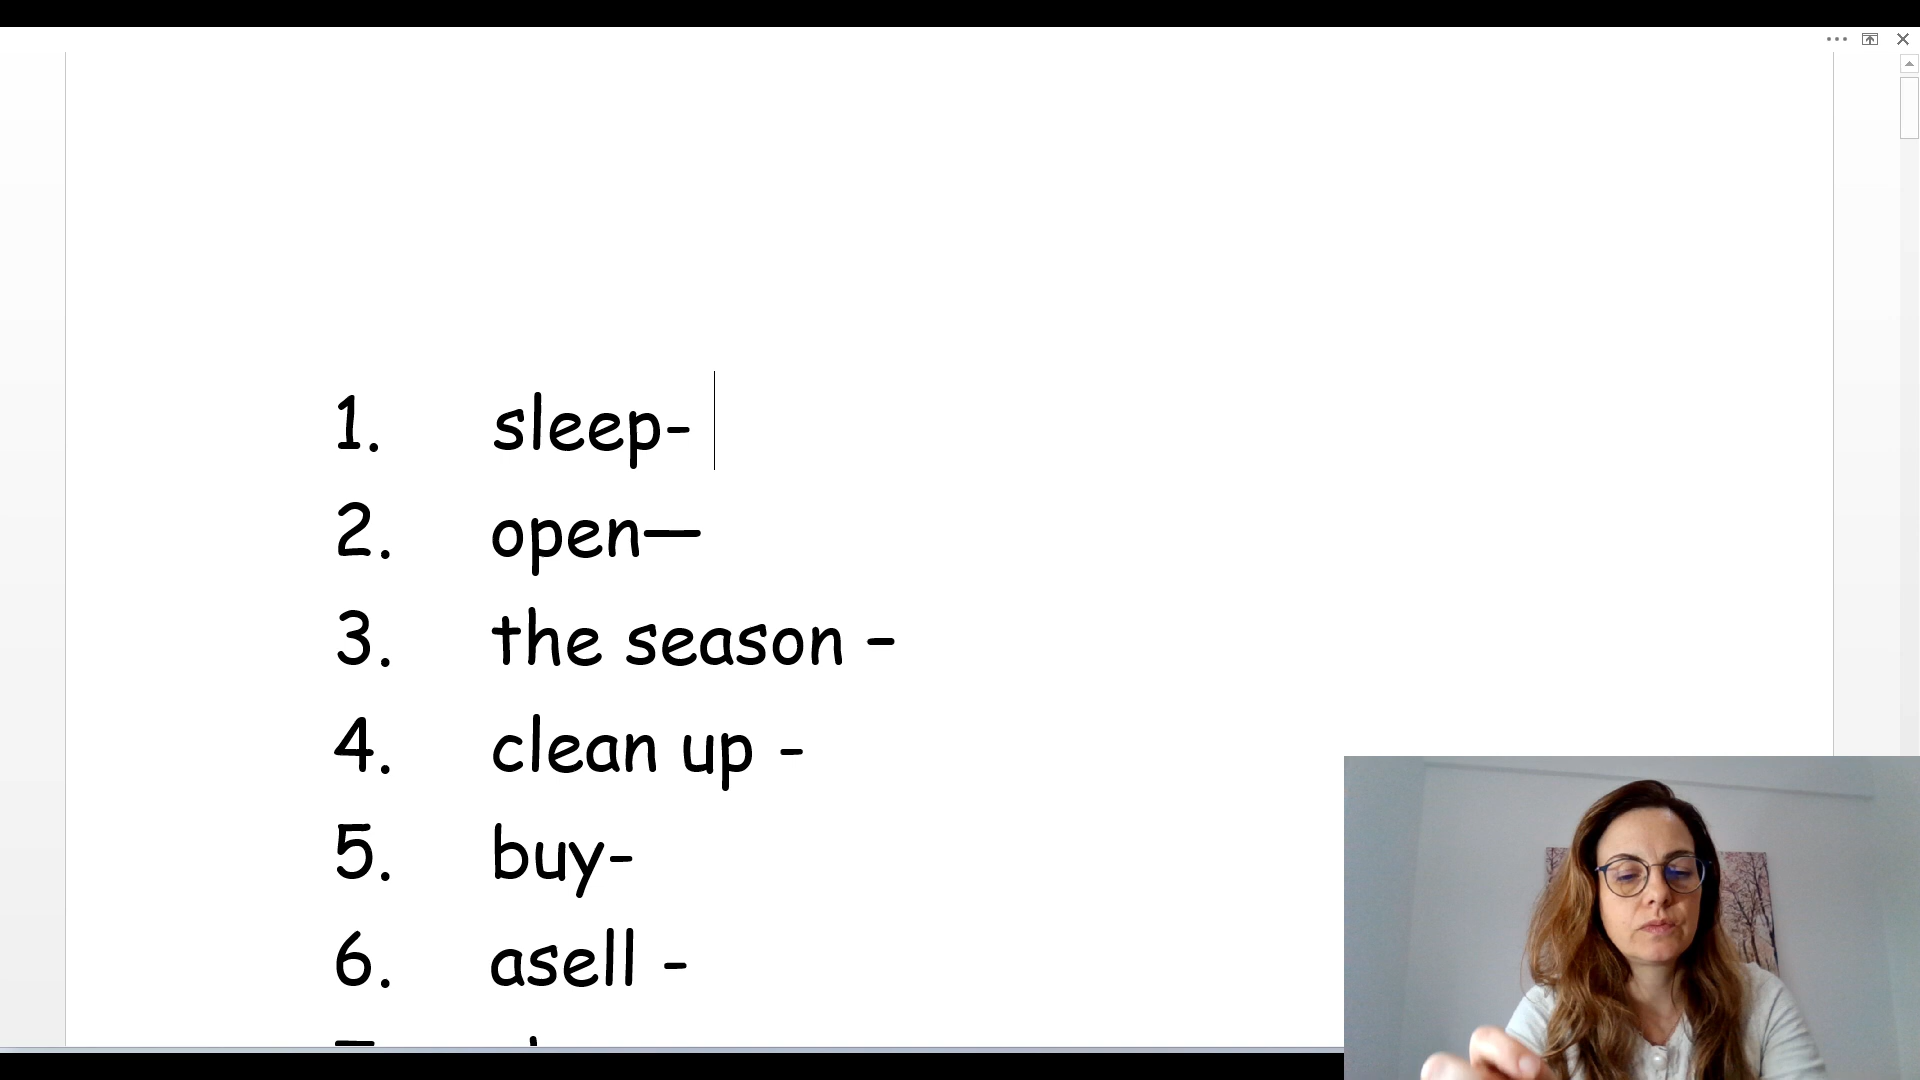 1. sleep-
2. open—
3. the season –
4. clean up -
5. buy-
6. asell -